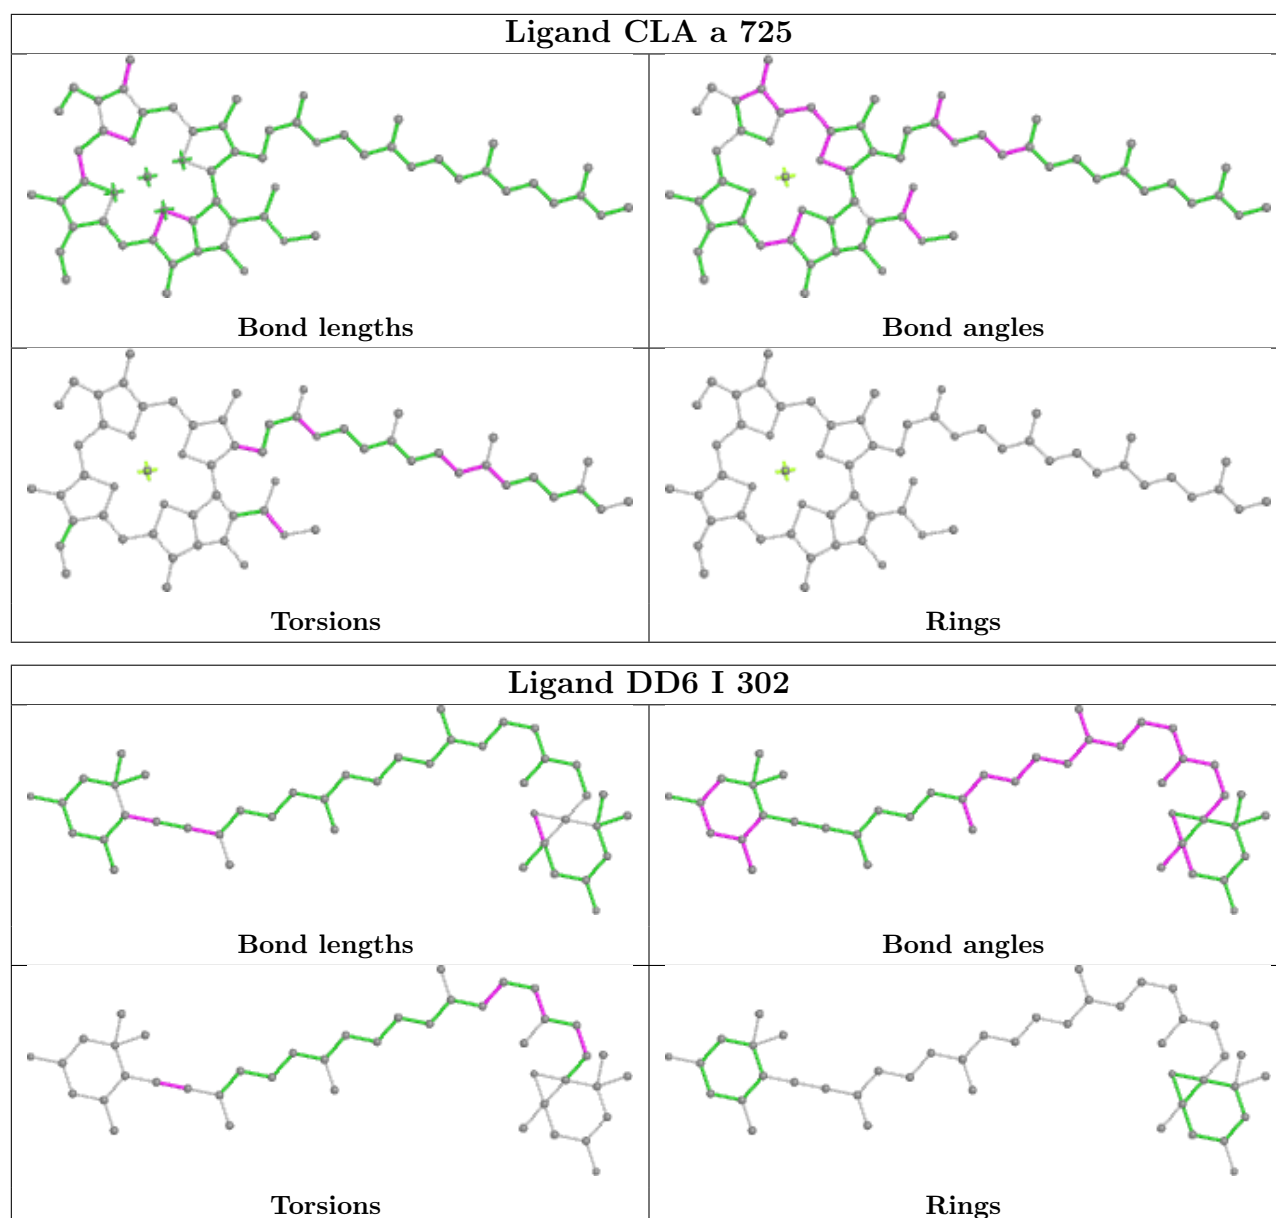 Ligand CLA a 725
Bond lengths
Bond angles
Torsions
Rings
Ligand DD6 I 302
Bond lengths
Bond angles
Torsions
Rings